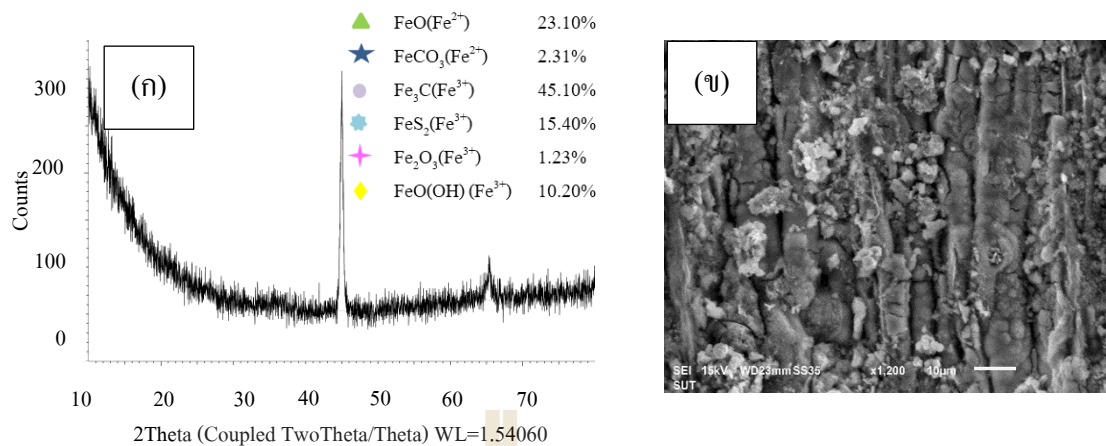 (ก)
FeO(Fe²⁺) 23.10%
FeCO₃(Fe²⁺) 2.31%
Fe₃C(Fe³⁺) 45.10%
FeS₂(Fe³⁺) 15.40%
Fe₂O₃(Fe³⁺) 1.23%
FeO(OH) (Fe³⁺) 10.20%
300
200
100
0
Counts
10 20 30 40 50 60 70
2Theta (Coupled TwoTheta/Theta) WL=1.54060
(ข)
SEI 15kV WD23mm SS35 x1,200 10µm
SUT